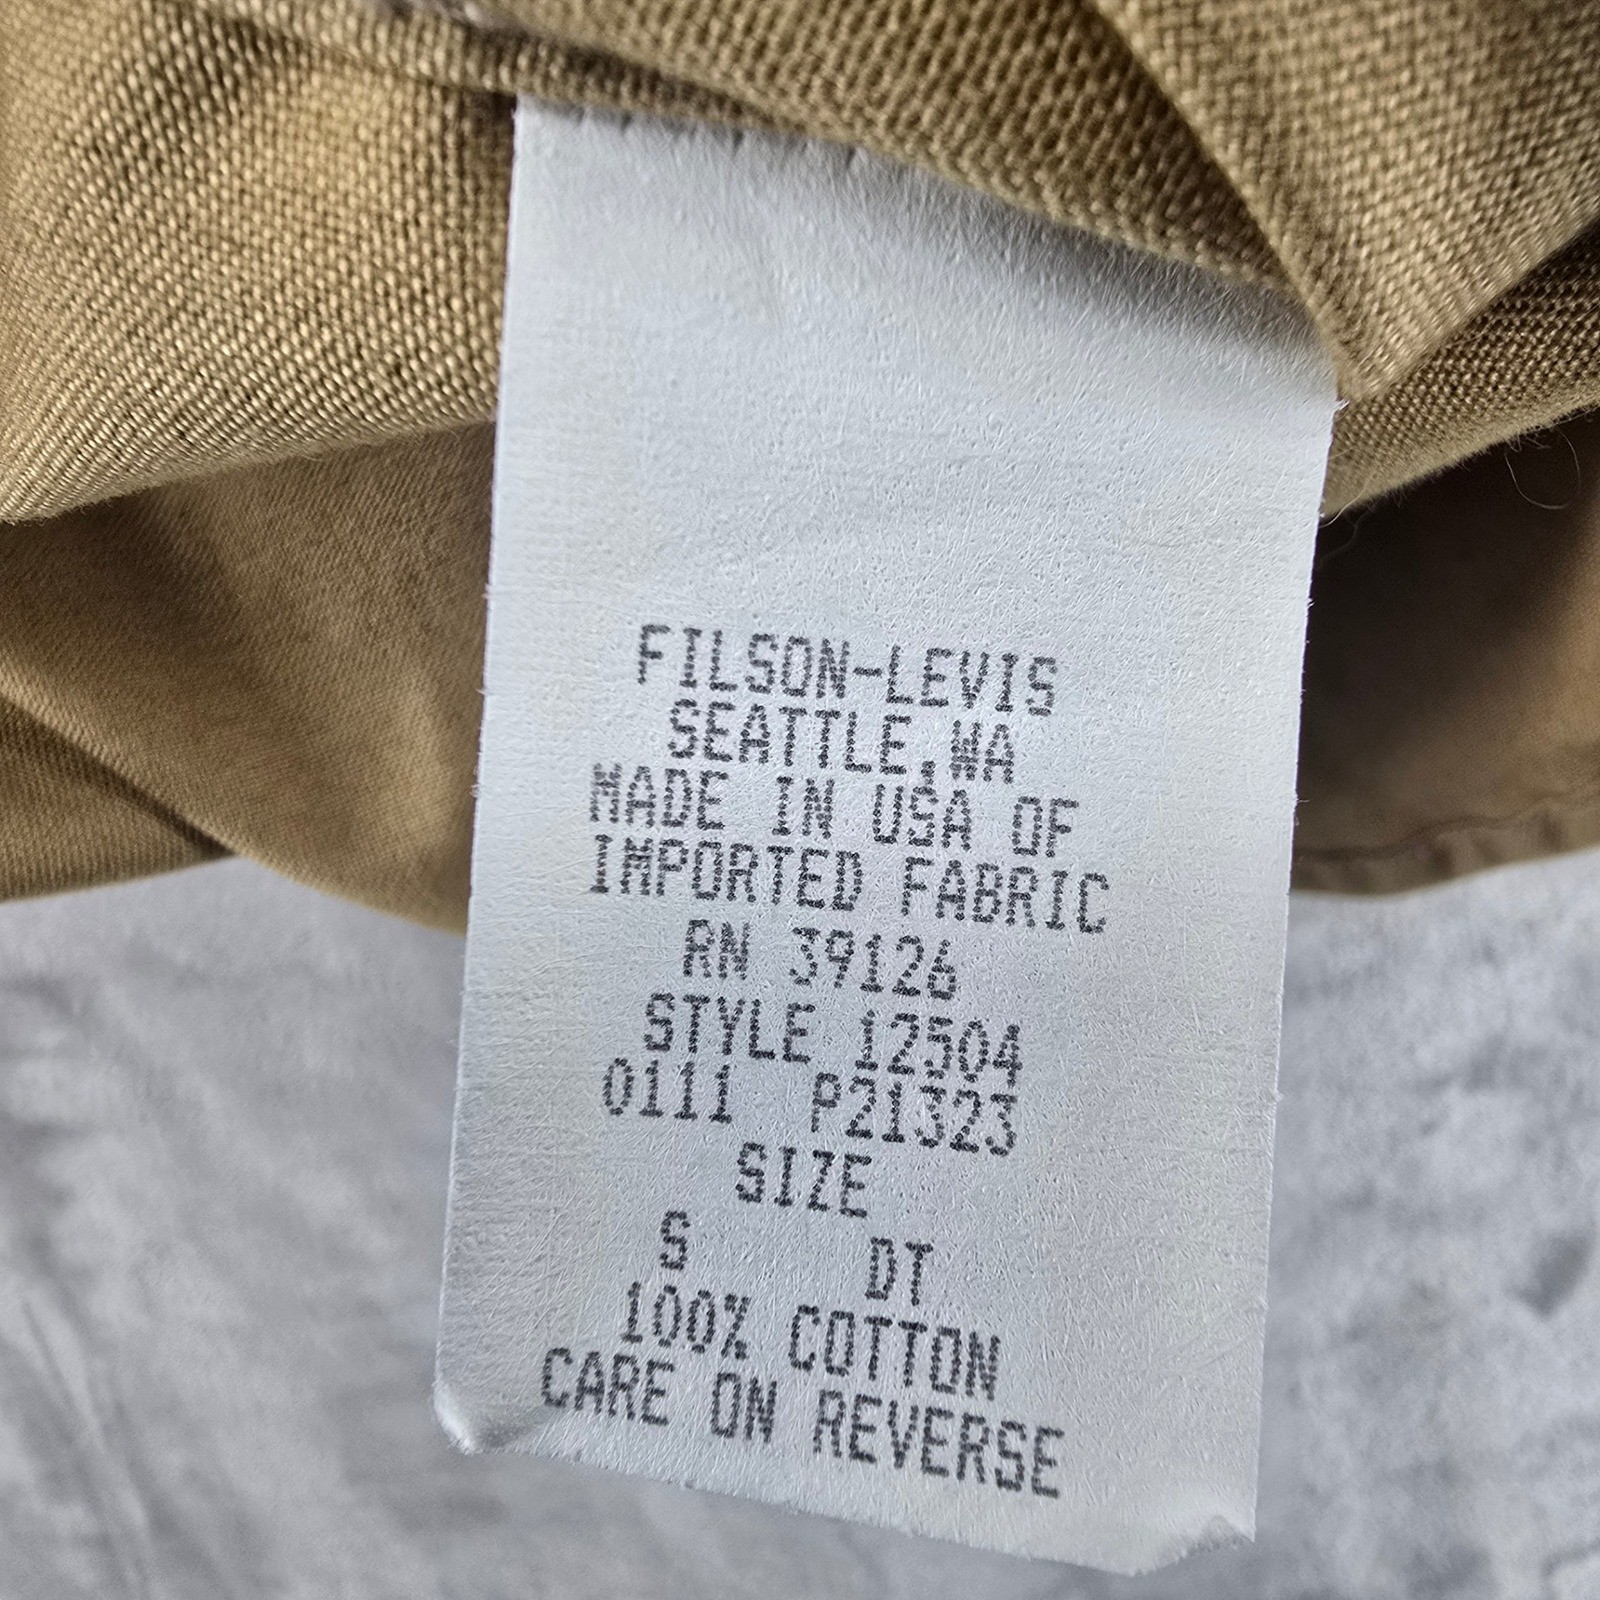 FILSON-LEVIS
SEATTLE,WA
MADE IN USA OF
IMPORTED FABRIC
RN 39126
STYLE 12504
0111 P21323
SIZE
S DT
100% COTTON
CARE ON REVERSE